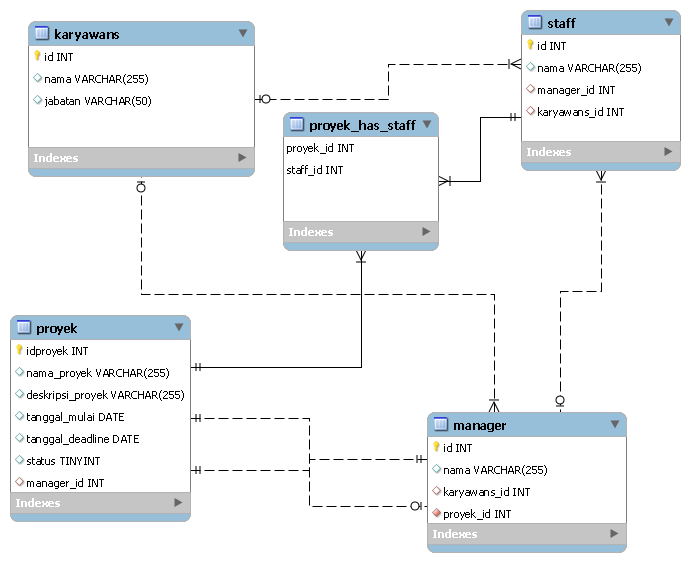 karyawans
id INT
nama VARCHAR(255)
jabatan VARCHAR(50)
Indexes
staff
id INT
nama VARCHAR(255)
manager_id INT
karyawans_id INT
Indexes
proyek_has_staff
proyek_id INT
staff_id INT
Indexes
proyek
idproyek INT
nama_proyek VARCHAR(255)
deskripsi_proyek VARCHAR(255)
tanggal_mulai DATE
tanggal_deadline DATE
status TINYINT
manager_id INT
Indexes
manager
id INT
nama VARCHAR(255)
karyawans_id INT
proyek_id INT
Indexes